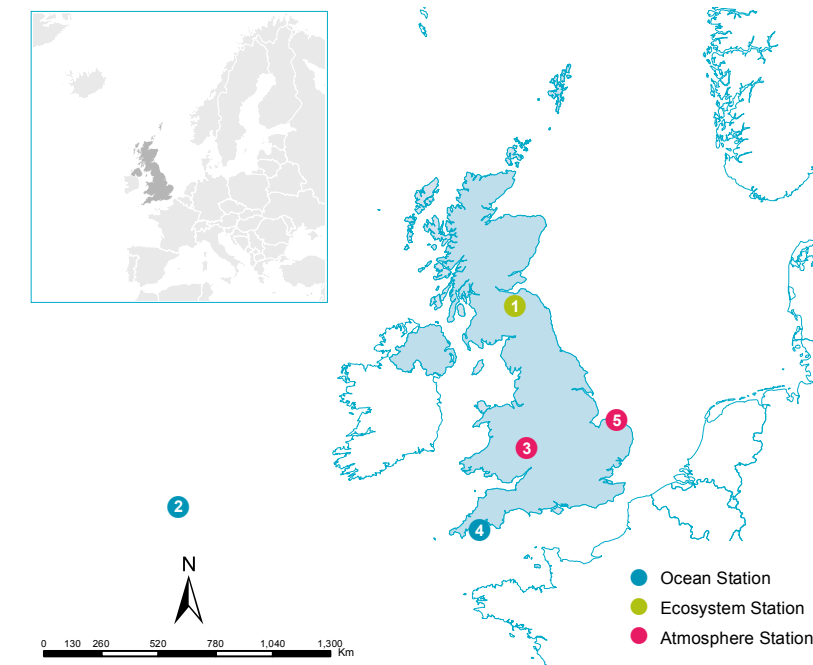 1
5
3
2
4
N
Ocean Station
Ecosystem Station
Atmosphere Station
0 130 260 520 780 1,040 1,300
Km